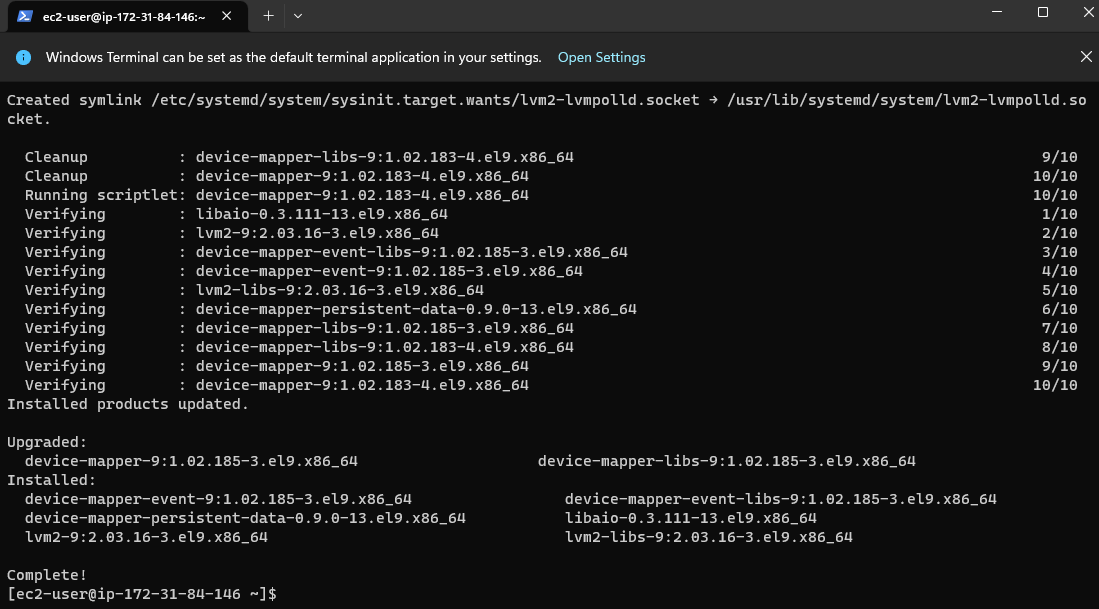 ec2-user@ip-172-31-84-146:~
Windows Terminal can be set as the default terminal application in your settings. Open Settings
Created symlink /etc/systemd/system/sysinit.target.wants/lvm2-lvmpolld.socket → /usr/lib/systemd/system/lvm2-lvmpolld.so
cket.
Cleanup : device-mapper-libs-9:1.02.183-4.el9.x86_64 9/10
Cleanup : device-mapper-9:1.02.183-4.el9.x86_64 10/10
Running scriptlet: device-mapper-9:1.02.183-4.el9.x86_64 10/10
Verifying : libaio-0.3.111-13.el9.x86_64 1/10
Verifying : lvm2-9:2.03.16-3.el9.x86_64 2/10
Verifying : device-mapper-event-libs-9:1.02.185-3.el9.x86_64 3/10
Verifying : device-mapper-event-9:1.02.185-3.el9.x86_64 4/10
Verifying : lvm2-libs-9:2.03.16-3.el9.x86_64 5/10
Verifying : device-mapper-persistent-data-0.9.0-13.el9.x86_64 6/10
Verifying : device-mapper-libs-9:1.02.185-3.el9.x86_64 7/10
Verifying : device-mapper-libs-9:1.02.183-4.el9.x86_64 8/10
Verifying : device-mapper-9:1.02.185-3.el9.x86_64 9/10
Verifying : device-mapper-9:1.02.183-4.el9.x86_64 10/10
Installed products updated.
Upgraded:
device-mapper-9:1.02.185-3.el9.x86_64 device-mapper-libs-9:1.02.185-3.el9.x86_64
Installed:
device-mapper-event-9:1.02.185-3.el9.x86_64 device-mapper-event-libs-9:1.02.185-3.el9.x86_64
device-mapper-persistent-data-0.9.0-13.el9.x86_64 libaio-0.3.111-13.el9.x86_64
lvm2-9:2.03.16-3.el9.x86_64 lvm2-libs-9:2.03.16-3.el9.x86_64
Complete!
[ec2-user@ip-172-31-84-146 ~]$